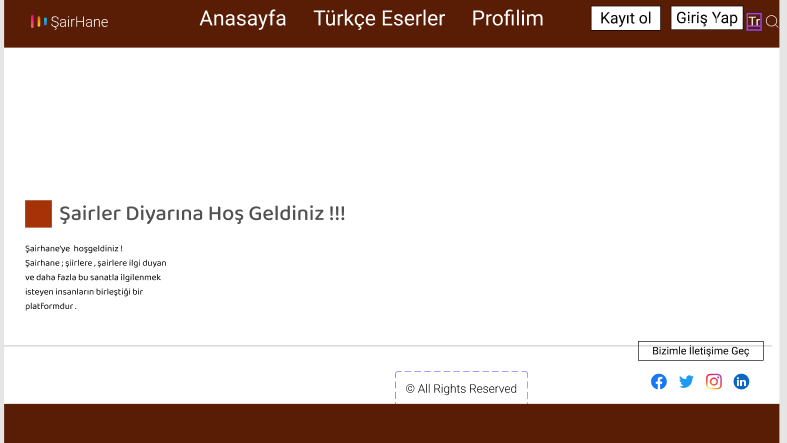 ŞairHane
Anasayfa Türkçe Eserler Profilim
Kayıt ol
Giriş Yap
Tr
Şairler Diyarına Hoş Geldiniz !!!
Şairhane'ye hoşgeldiniz !
Şairhane ; şiirlere , şairlere ilgi duyan
ve daha fazla bu sanatla ilgilenmek
isteyen insanların birleştiği bir
platformdur .
Bizimle İletişime Geç
© All Rights Reserved